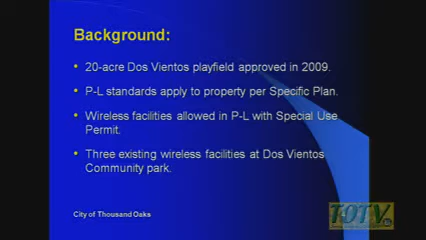 Background:
• 20-acre Dos Vientos playfield approved in 2009.
• P-L standards apply to property per Specific Plan.
• Wireless facilities allowed in P-L with Special Use
Permit.
• Three existing wireless facilities at Dos Vientos
Community park.
City of Thousand Oaks
TOTV